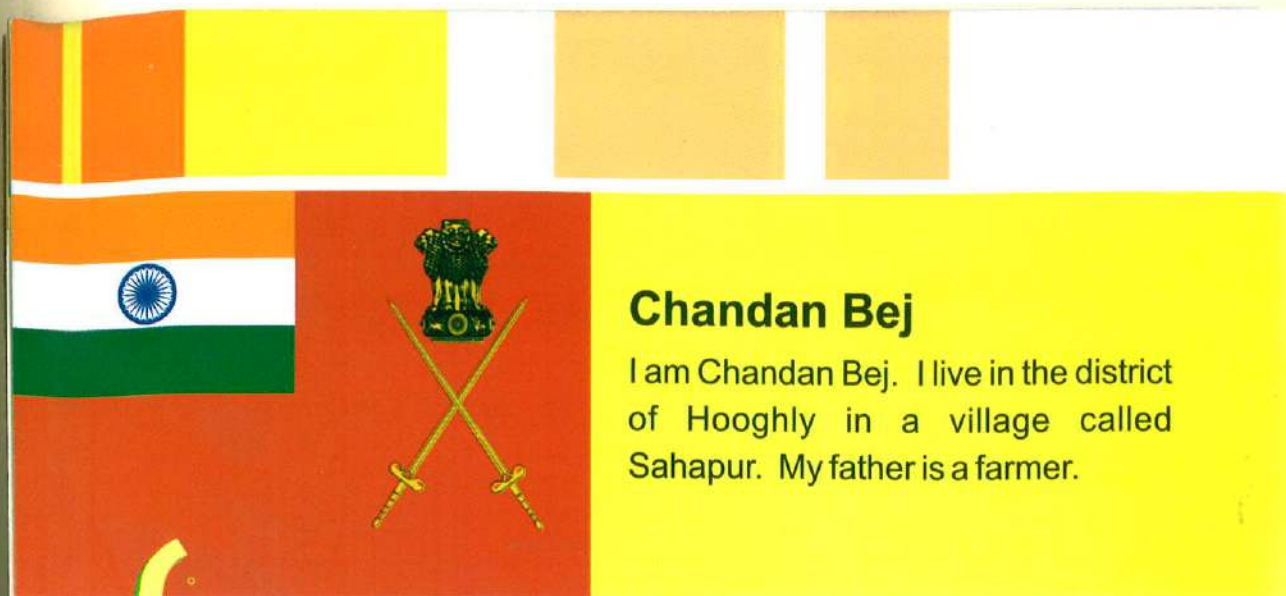 Chandan Bej
I am Chandan Bej. I live in the district
of Hooghly in a village called
Sahapur. My father is a farmer.